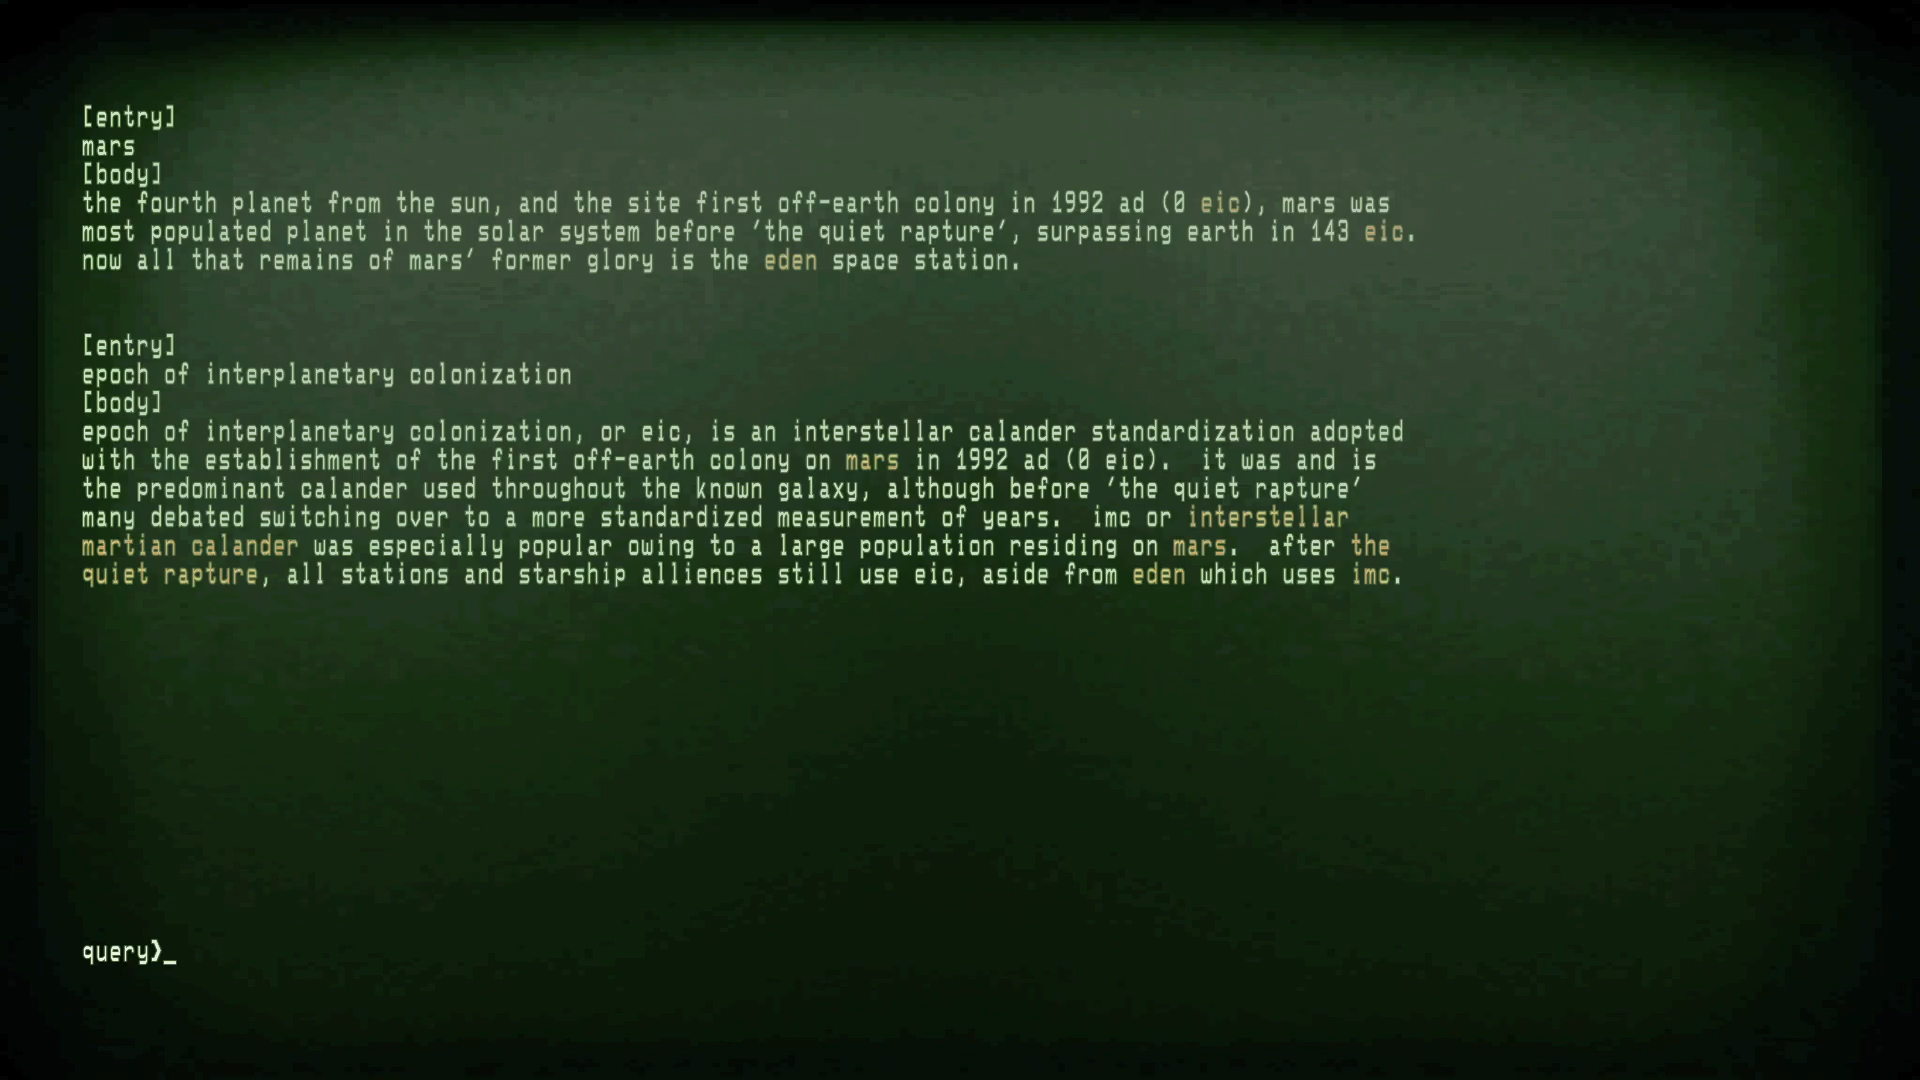 [entry]
mars
[body]
the fourth planet from the sun, and the site first off-earth colony in 1992 ad (0 eic), mars was
most populated planet in the solar system before 'the quiet rapture', surpassing earth in 143 eic.
now all that remains of mars' former glory is the eden space station.
[entry]
epoch of interplanetary colonization
[body]
epoch of interplanetary colonization, or eic, is an interstellar calander standardization adopted
with the establishment of the first off-earth colony on mars in 1992 ad (0 eic).  it was and is
the predominant calander used throughout the known galaxy, although before 'the quiet rapture'
many debated switching over to a more standardized measurement of years.  imc or interstellar
martian calander was especially popular owing to a large population residing on mars.  after the
quiet rapture, all stations and starship alliences still use eic, aside from eden which uses imc.
query>_